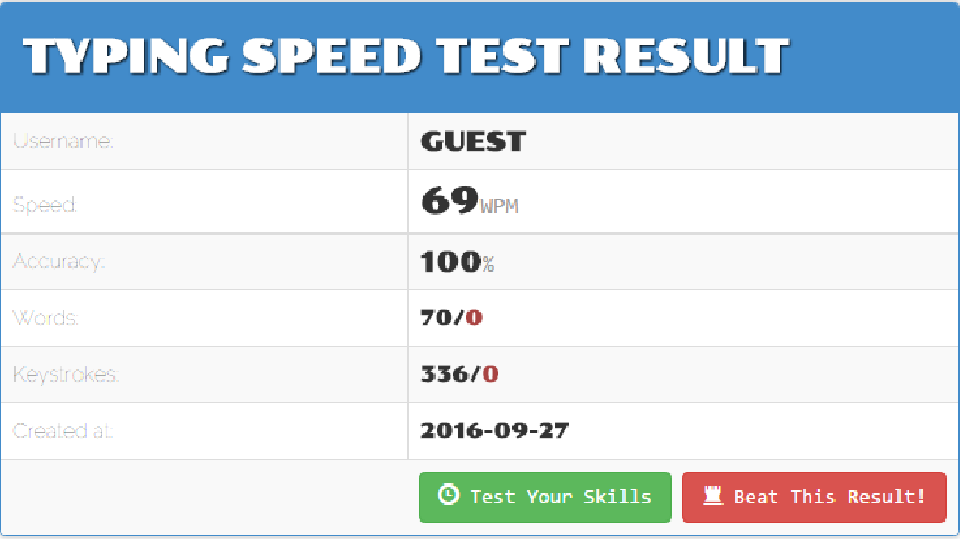 TYPING SPEED TEST RESULT
Username: GUEST
Speed: 69WPM
Accuracy: 100%
Words: 70/0
Keystrokes: 336/0
Created at: 2016-09-27
Test Your Skills Beat This Result!